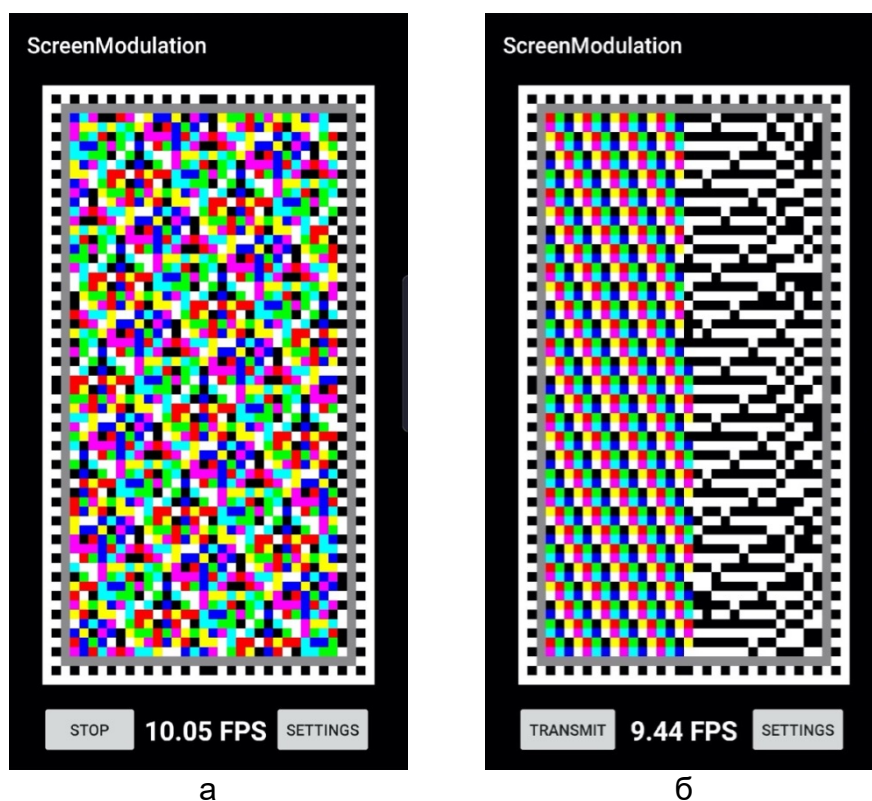 ScreenModulation
STOP
10.05 FPS
SETTINGS
а
ScreenModulation
TRANSMIT
9.44 FPS
SETTINGS
б